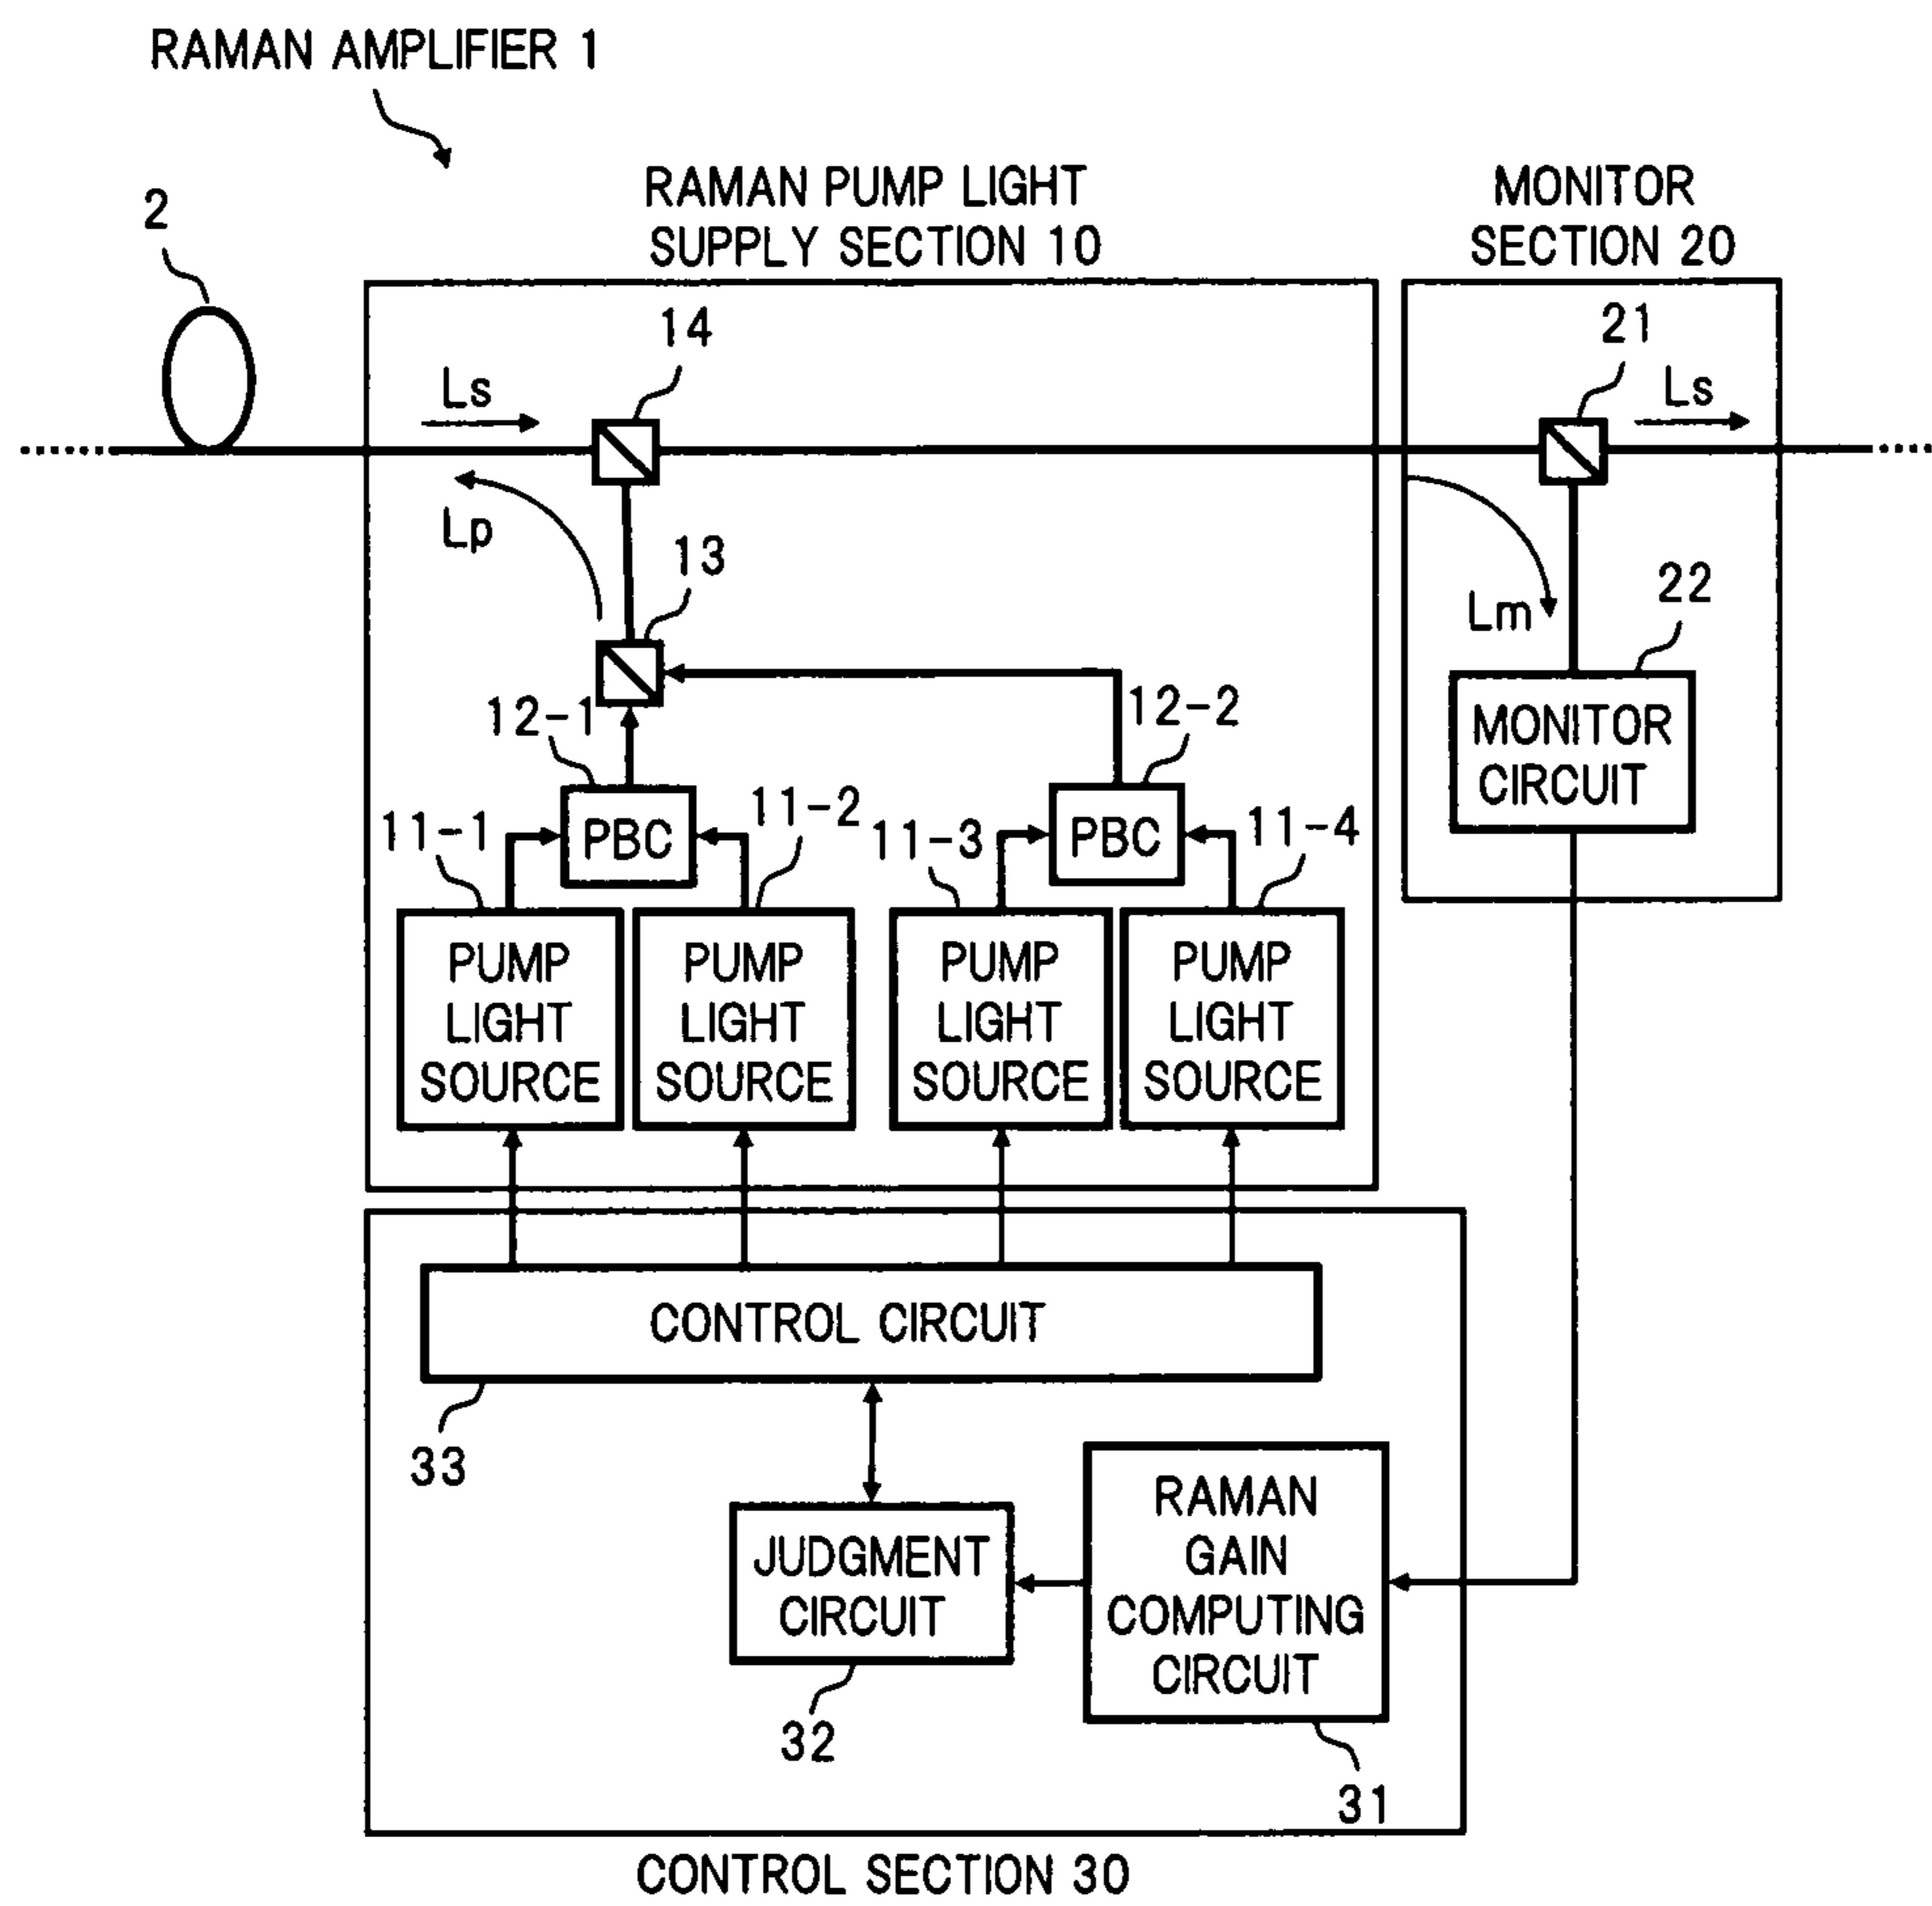 RAMAN AMPLIFIER 1
RAMAN PUMP LIGHT
SUPPLY SECTION 10
MONITOR
SECTION 20
2
14
21
Ls
Ls
Lp
13
22
Lm
12-1
12-2
MONITOR
CIRCUIT
11-1
PBC
11-2
11-3
PBC
11-4
PUMP
LIGHT
SOURCE
PUMP
LIGHT
SOURCE
PUMP
LIGHT
SOURCE
PUMP
LIGHT
SOURCE
CONTROL CIRCUIT
33
JUDGMENT
CIRCUIT
RAMAN
GAIN
COMPUTING
CIRCUIT
32
31
CONTROL SECTION 30